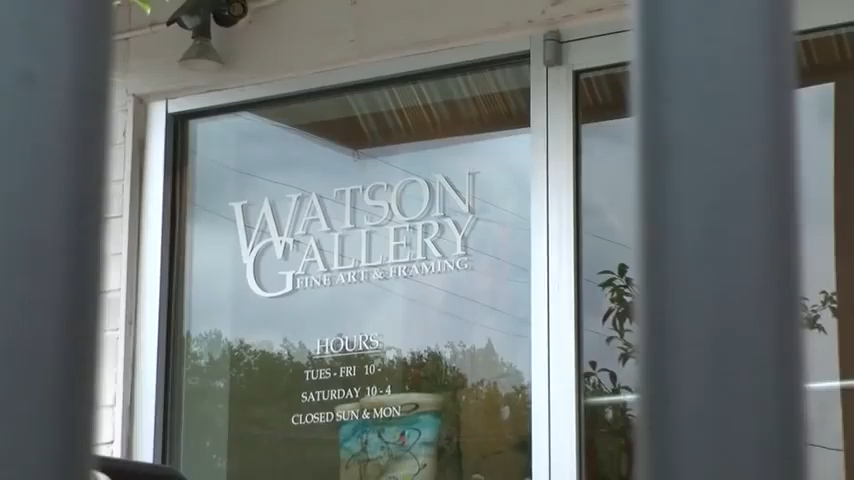 WATSON
GALLERY
FINE ART & FRAMING
HOURS
TUES - FRI 10 -
SATURDAY 10 - 4
CLOSED SUN & MON